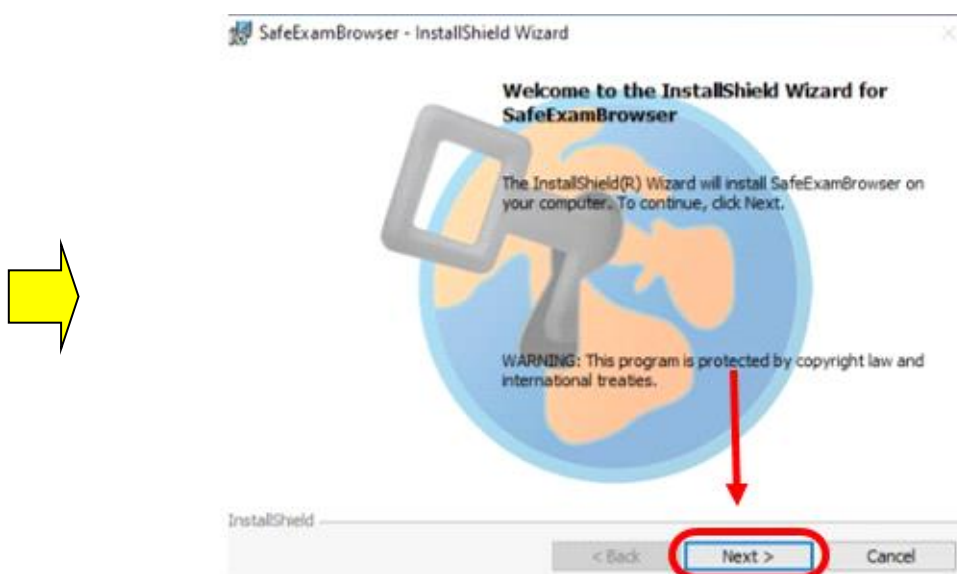 SafeExamBrowser - InstallShield Wizard
Welcome to the InstallShield Wizard for
SafeExamBrowser
The InstallShield(R) Wizard will install SafeExamBrowser on
your computer. To continue, click Next.
WARNING: This program is protected by copyright law and
international treaties.
InstallShield
< Back Next > Cancel